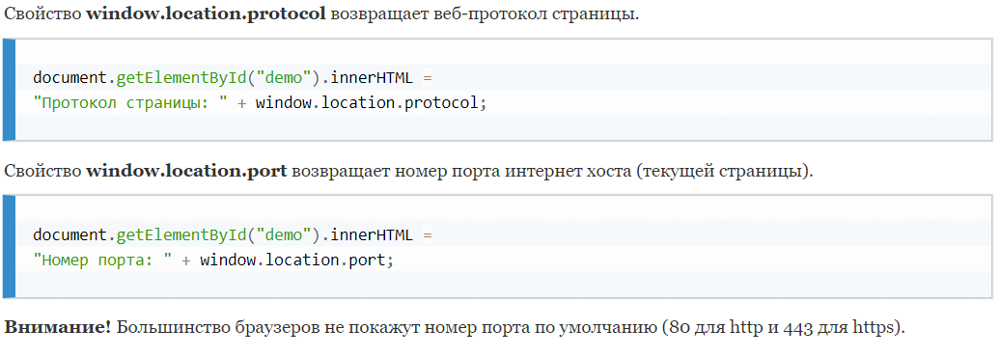 Свойство window.location.protocol возвращает веб-протокол страницы.
document.getElementById("demo").innerHTML =
"Протокол страницы: " + window.location.protocol;
Свойство window.location.port возвращает номер порта интернет хоста (текущей страницы).
document.getElementById("demo").innerHTML =
"Номер порта: " + window.location.port;
Внимание! Большинство браузеров не покажут номер порта по умолчанию (80 для http и 443 для https).